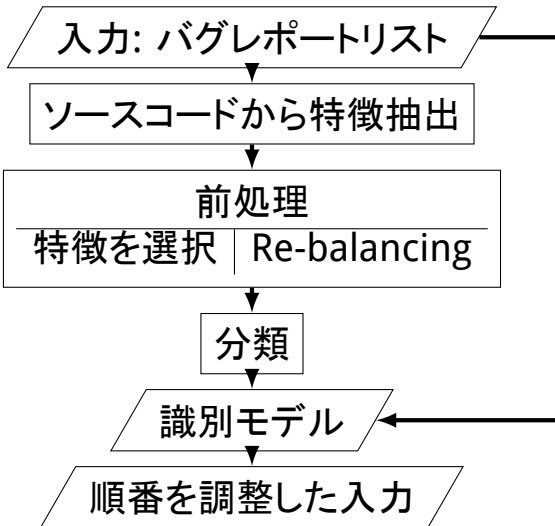 入力: バグレポートリスト
ソースコードから特徴抽出
前処理
特徴を選択 Re-balancing
分類
識別モデル
順番を調整した入力